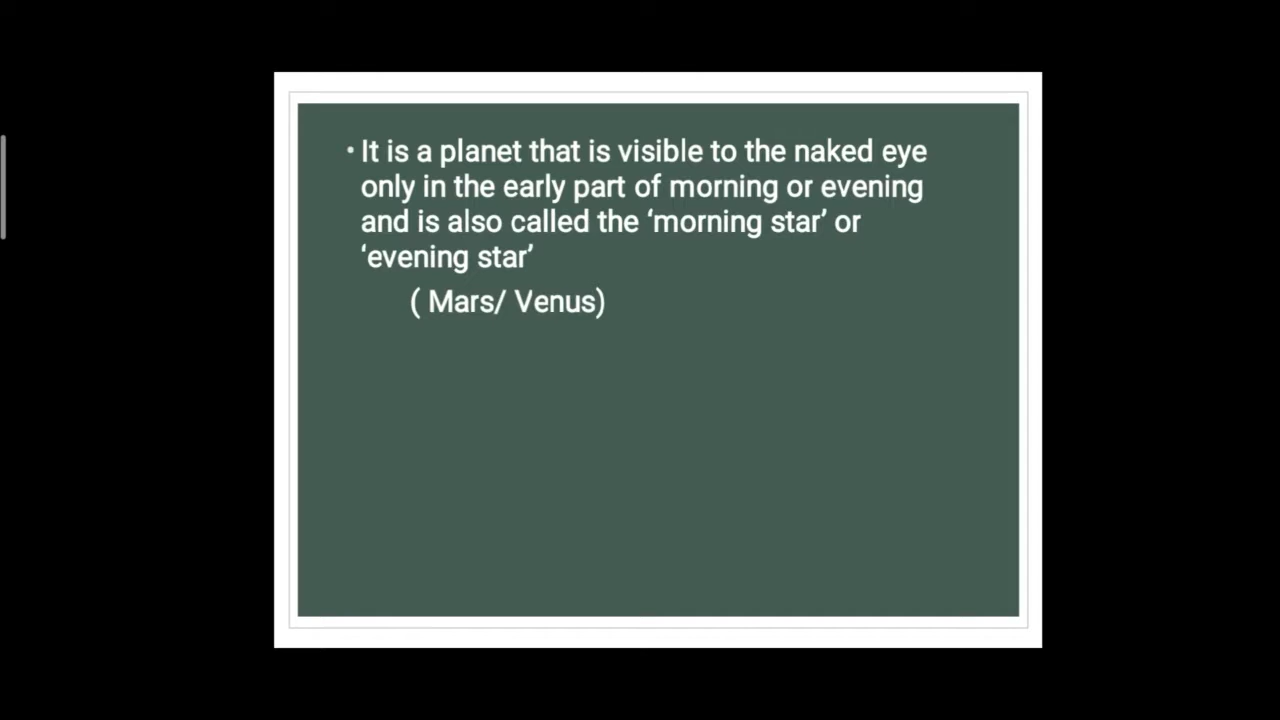 • It is a planet that is visible to the naked eye
only in the early part of morning or evening
and is also called the ‘morning star’ or
‘evening star’
( Mars/ Venus)